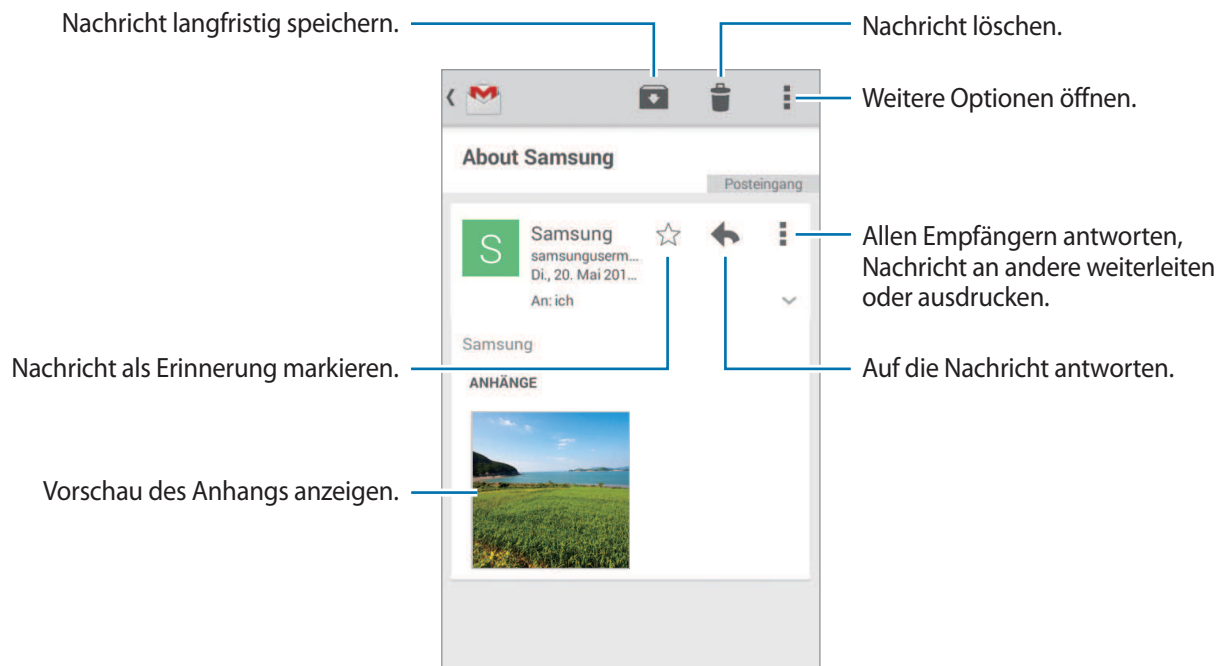 Nachricht langfristig speichern.
Nachricht löschen.
Weitere Optionen öffnen.
About Samsung
Posteingang
S
Samsung
samsunguserm...
Di., 20. Mai 201...
An: ich
Allen Empfängern antworten,
Nachricht an andere weiterleiten
oder ausdrucken.
Samsung
Nachricht als Erinnerung markieren.
Auf die Nachricht antworten.
ANHÄNGE
Vorschau des Anhangs anzeigen.